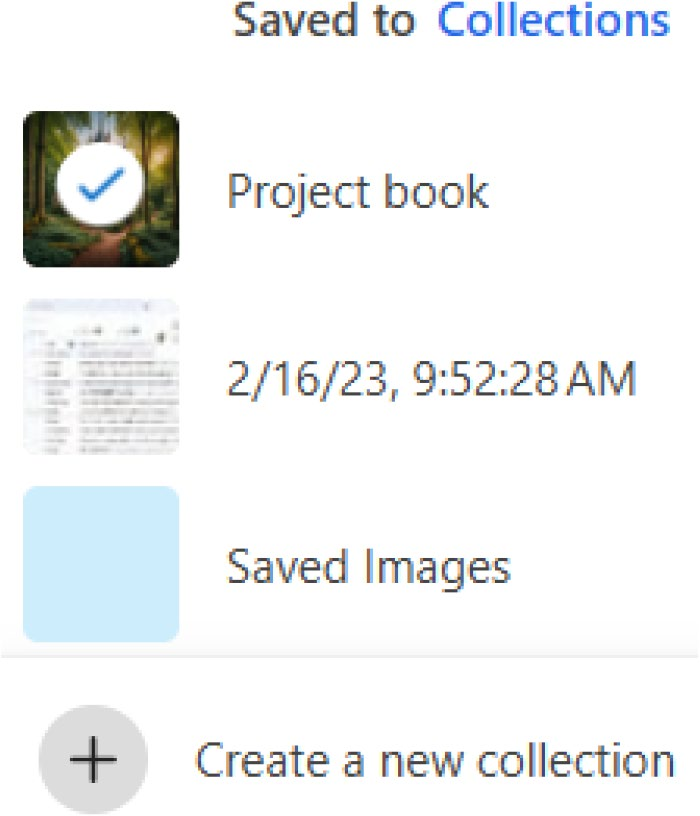 Saved to Collections
Project book
2/16/23, 9:52:28 AM
Saved Images
Create a new collection